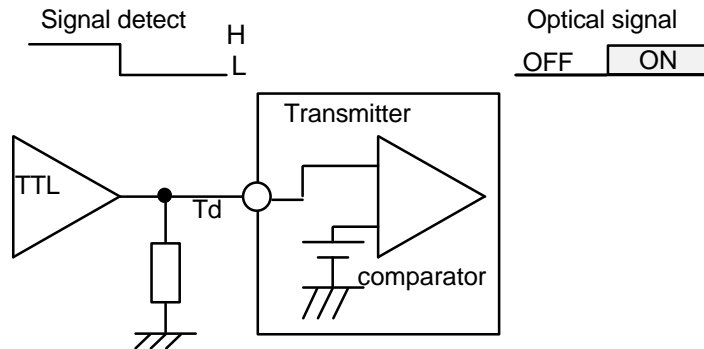 Signal detect
H
L
Optical signal
OFF
ON
Transmitter
TTL
Td
comparator